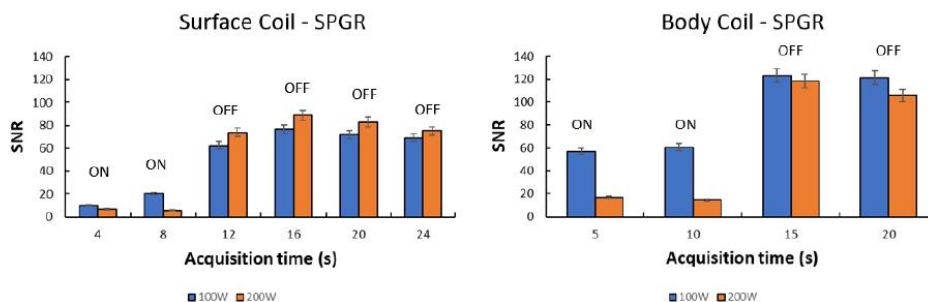 Surface Coil - SPGR
140
120
100
80
60
40
20
0
SNR
ON
ON
OFF
OFF
OFF
OFF
4 8 12 16 20 24
Acquisition time (s)
100W 200W
Body Coil - SPGR
140
120
100
80
60
40
20
0
SNR
ON
ON
OFF
OFF
5 10 15 20
Acquisition time (s)
100W 200W